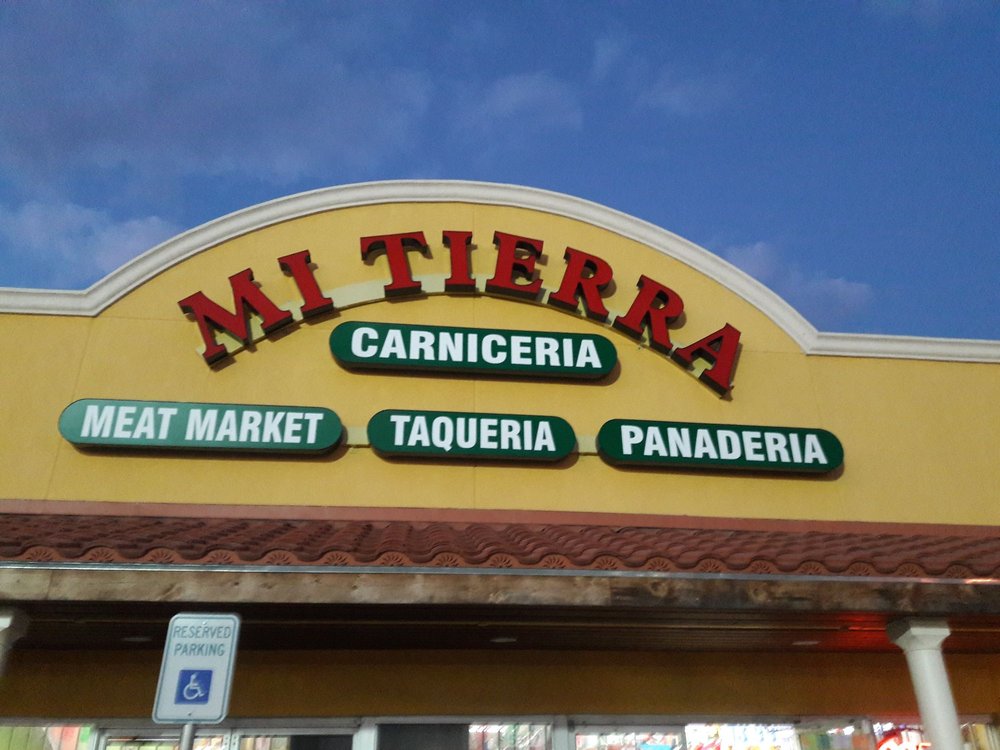 MI TIERRA
CARNICERIA
MEAT MARKET
TAQUERIA
PANADERIA
RESERVED
PARKING